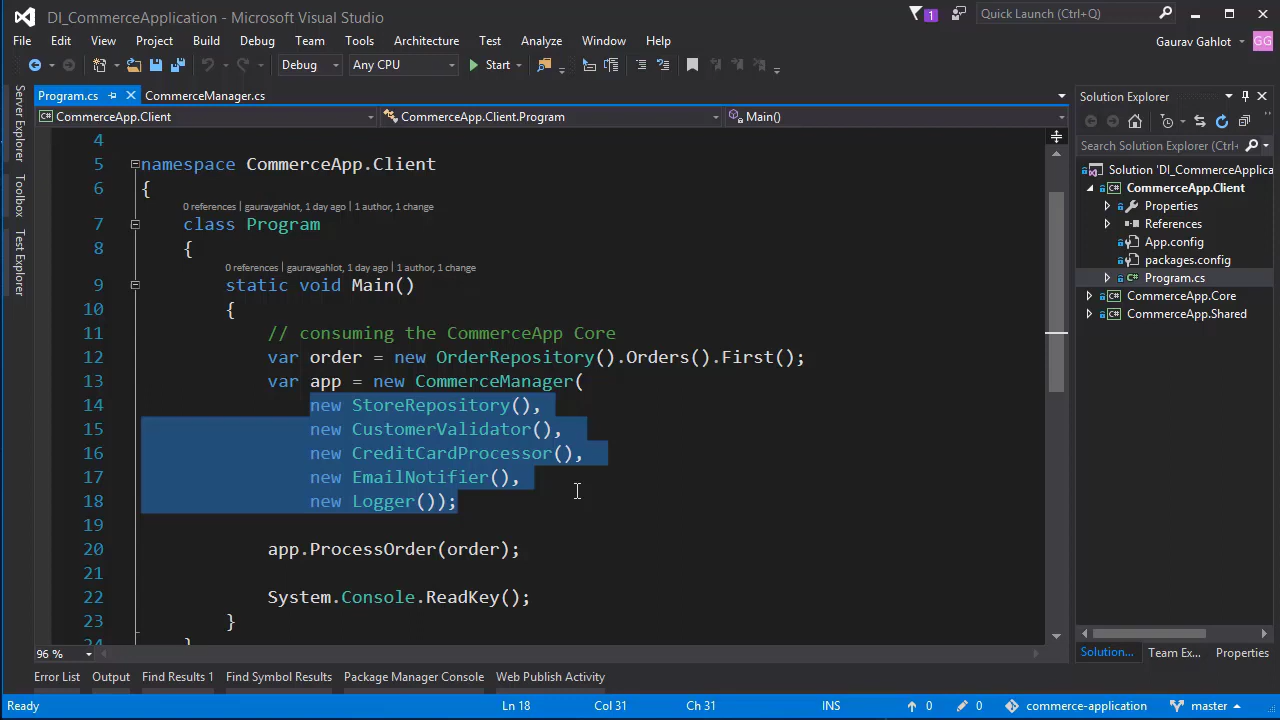 DI_CommerceApplication - Microsoft Visual Studio
1
Quick Launch (Ctrl+Q)
File Edit View Project Build Debug Team Tools Architecture Test Analyze Window Help
Gaurav Gahlot GG
Debug Any CPU Start
Program.cs CommerceManager.cs
CommerceApp.Client CommerceApp.Client.Program Main()
Server Explorer
Toolbox
Test Explorer
4
5 namespace CommerceApp.Client
6 {
0 references | gauravgahlot, 1 day ago | 1 author, 1 change
7 class Program
8 {
0 references | gauravgahlot, 1 day ago | 1 author, 1 change
9 static void Main()
10 {
11 // consuming the CommerceApp Core
12 var order = new OrderRepository().Orders().First();
13 var app = new CommerceManager(
14 new StoreRepository(),
15 new CustomerValidator(),
16 new CreditCardProcessor(),
17 new EmailNotifier(),
18 new Logger());
19
20 app.ProcessOrder(order);
21
22 System.Console.ReadKey();
23 }
24 }
96 %
Solution Explorer
Search Solution Explorer (Ctrl+
Solution 'DI_CommerceApplica
CommerceApp.Client
Properties
References
App.config
packages.config
C# Program.cs
CommerceApp.Core
CommerceApp.Shared
Solution... Team Ex... Properties
Error List Output Find Results 1 Find Symbol Results Package Manager Console Web Publish Activity
Ready Ln 18 Col 31 Ch 31 INS 0 0 commerce-application master